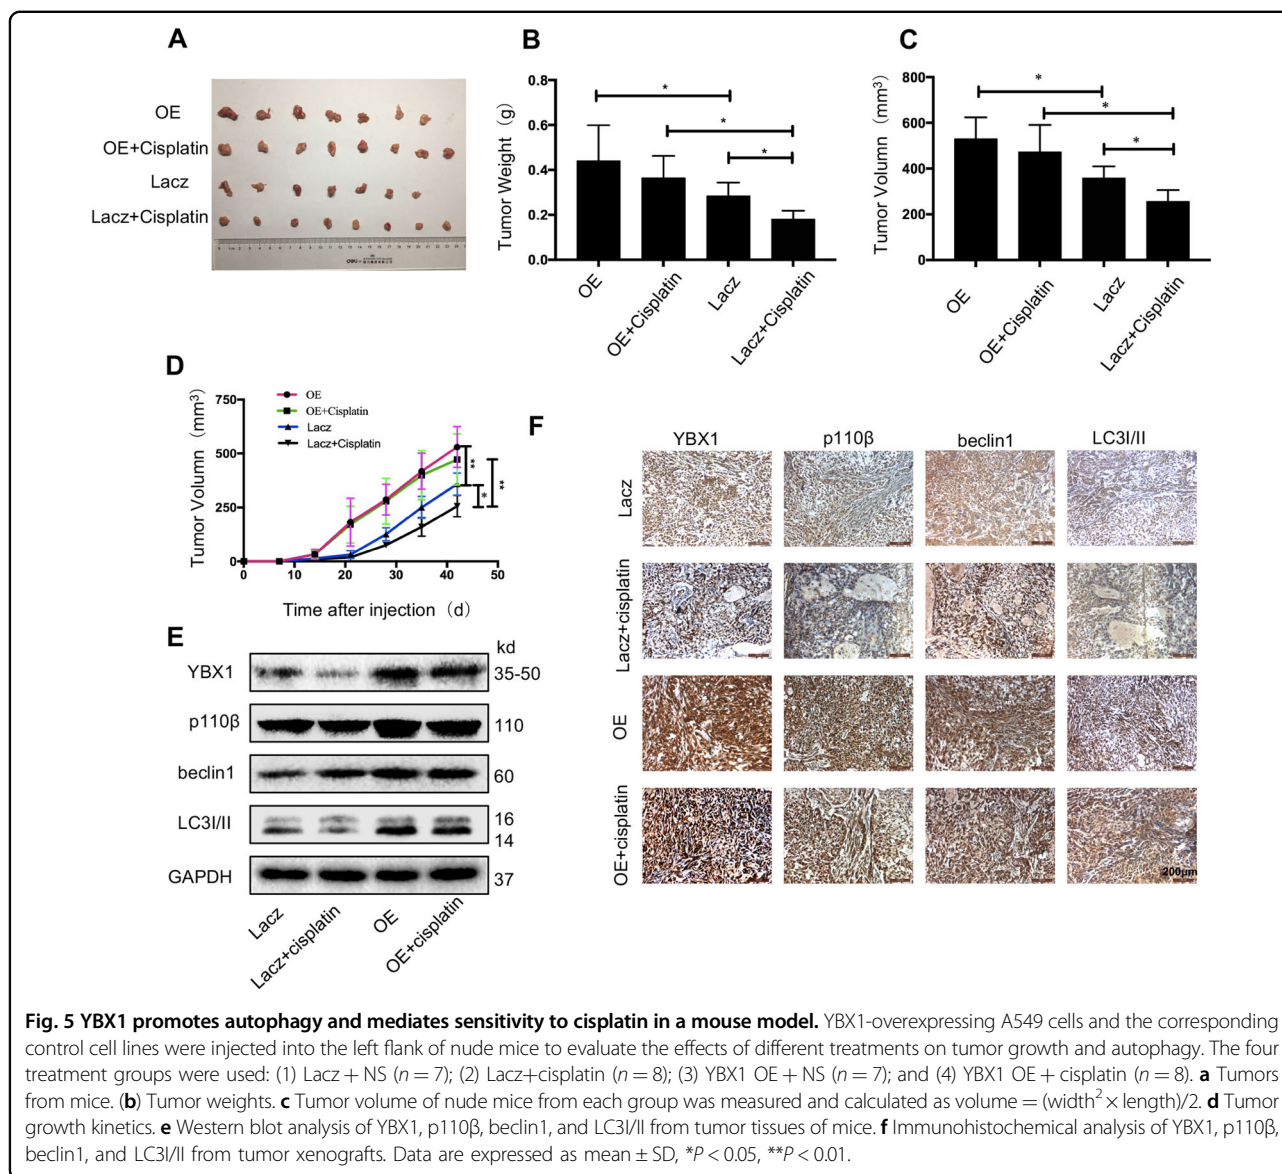 A
OE
OE+Cisplatin
Lacz
Lacz+Cisplatin
B
Tumor Weight (g)
0.8
0.6
0.4
0.2
0.0
*
*
*
OE
OE+Cisplatin
Lacz
Lacz+Cisplatin
C
Tumor Volumn (mm³)
800
600
400
200
0
*
*
*
OE
OE+Cisplatin
Lacz
Lacz+Cisplatin
D
Tumor Volumn (mm³)
750
500
250
0
OE
OE+Cisplatin
Lacz
Lacz+Cisplatin
**
*
**
0 10 20 30 40 50
Time after injection (d)
E
kd
YBX1 35-50
p110β 110
beclin1 60
LC3I/II 16
14
GAPDH 37
Lacz
Lacz+cisplatin
OE
OE+cisplatin
F
YBX1 p110β beclin1 LC3I/II
Lacz
Lacz+cisplatin
OE
OE+cisplatin
200μm
Fig. 5 YBX1 promotes autophagy and mediates sensitivity to cisplatin in a mouse model. YBX1-overexpressing A549 cells and the corresponding
control cell lines were injected into the left flank of nude mice to evaluate the effects of different treatments on tumor growth and autophagy. The four
treatment groups were used: (1) Lacz + NS (n = 7); (2) Lacz+cisplatin (n = 8); (3) YBX1 OE + NS (n = 7); and (4) YBX1 OE + cisplatin (n = 8). a Tumors
from mice. (b) Tumor weights. c Tumor volume of nude mice from each group was measured and calculated as volume = (width² × length)/2. d Tumor
growth kinetics. e Western blot analysis of YBX1, p110β, beclin1, and LC3I/II from tumor tissues of mice. f Immunohistochemical analysis of YBX1, p110β,
beclin1, and LC3I/II from tumor xenografts. Data are expressed as mean ± SD, *P < 0.05, **P < 0.01.